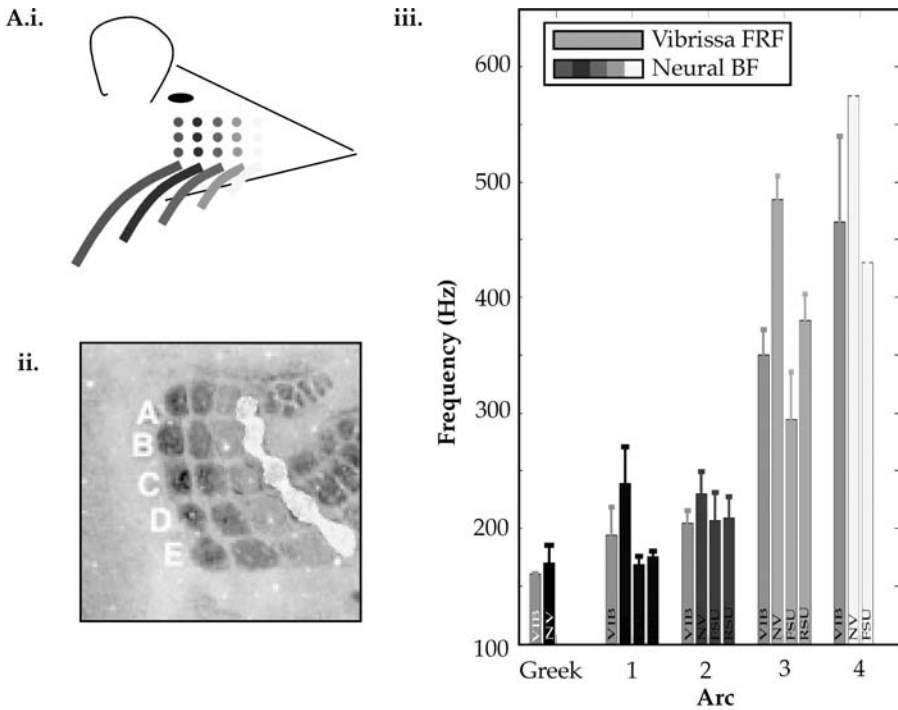 A.i.
ii.
A
B
C
D
E
iii.
Vibrissa FRF
Neural BF
Frequency (Hz)
600
500
400
300
200
100
VIB
NV
VIB
VIB
NV
FSU
RSU
VIB
NV
FSU
RSU
VIB
NV
FSU
Greek
1
2
3
4
Arc